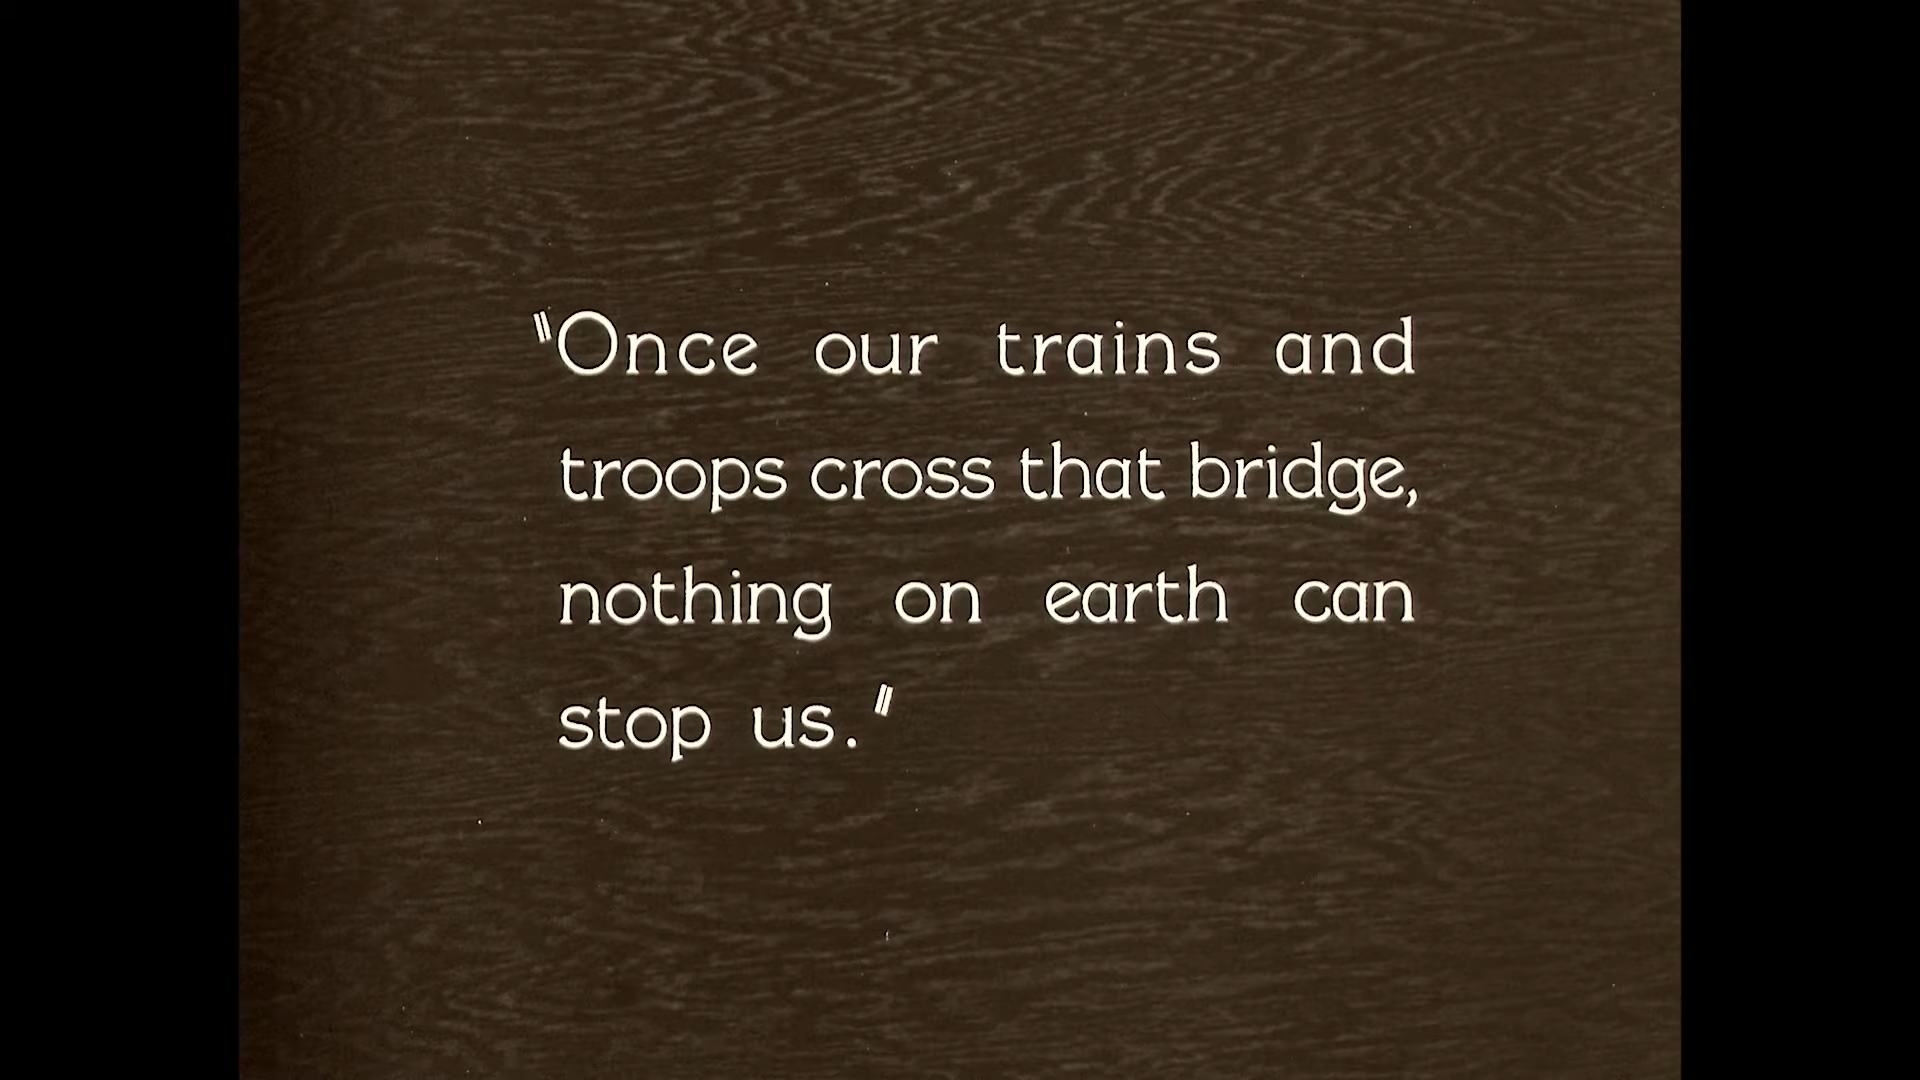 "Once our trains and
troops cross that bridge,
nothing on earth can
stop us."